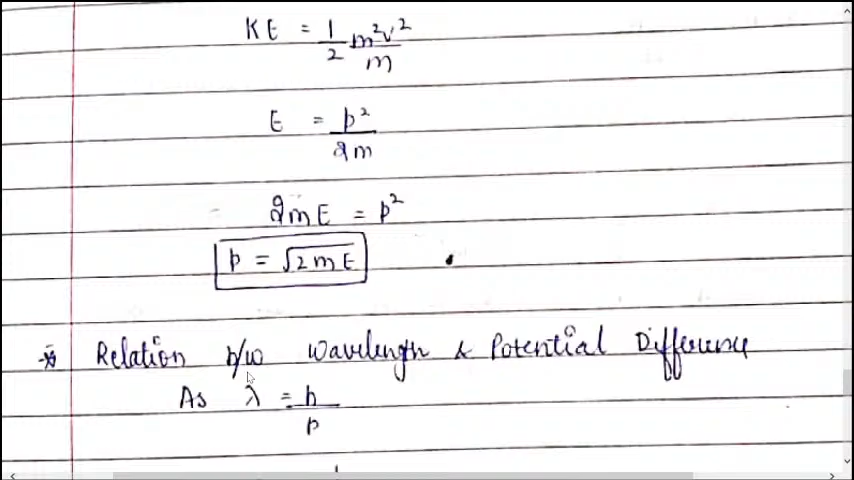 KE = 1/2 m²v²/m
E = p²/2m
2mE = p²
p = √2mE
Relation b/w Wavelength & Potential Difference
As λ = h/p